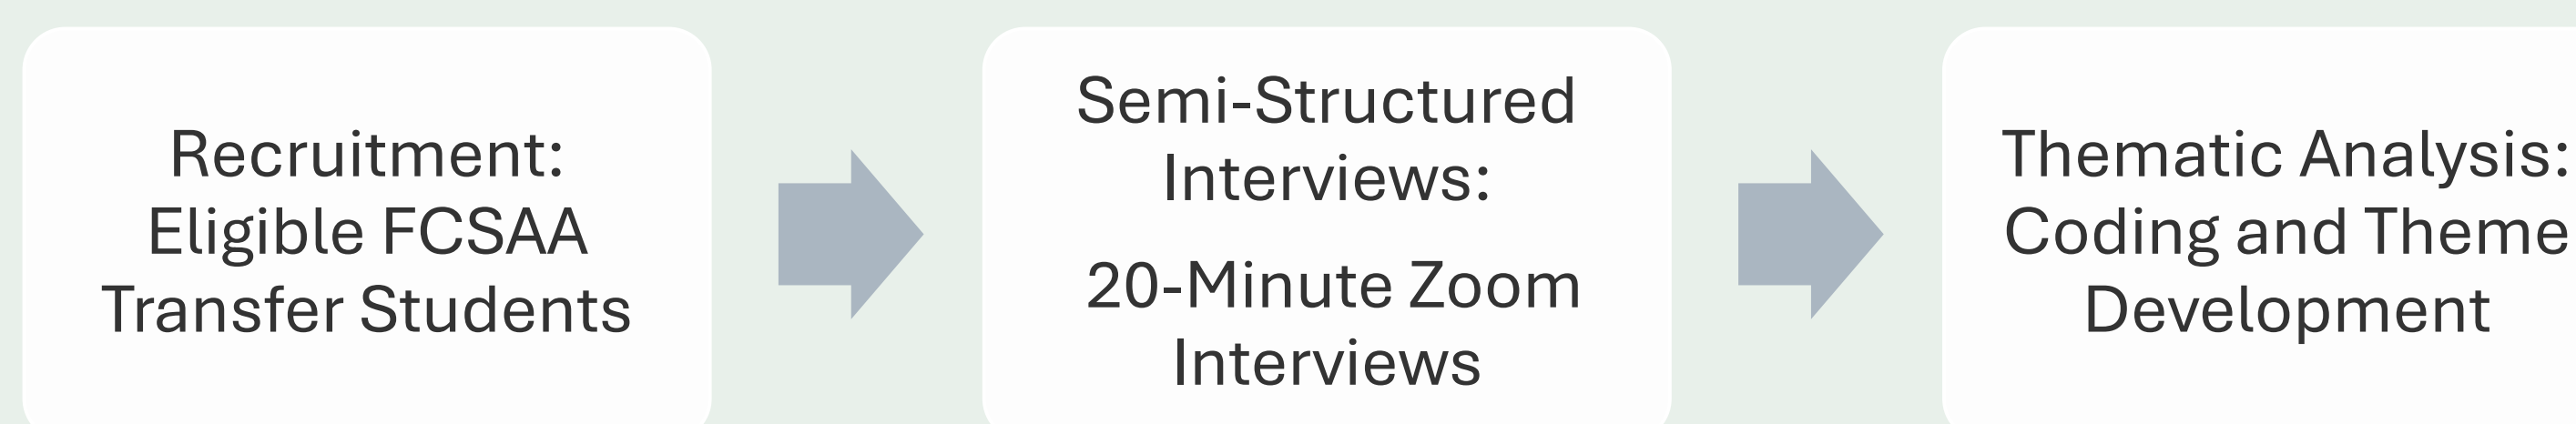 Recruitment:
Eligible FCSAA
Transfer Students
Semi-Structured
Interviews:
20-Minute Zoom
Interviews
Thematic Analysis:
Coding and Theme
Development